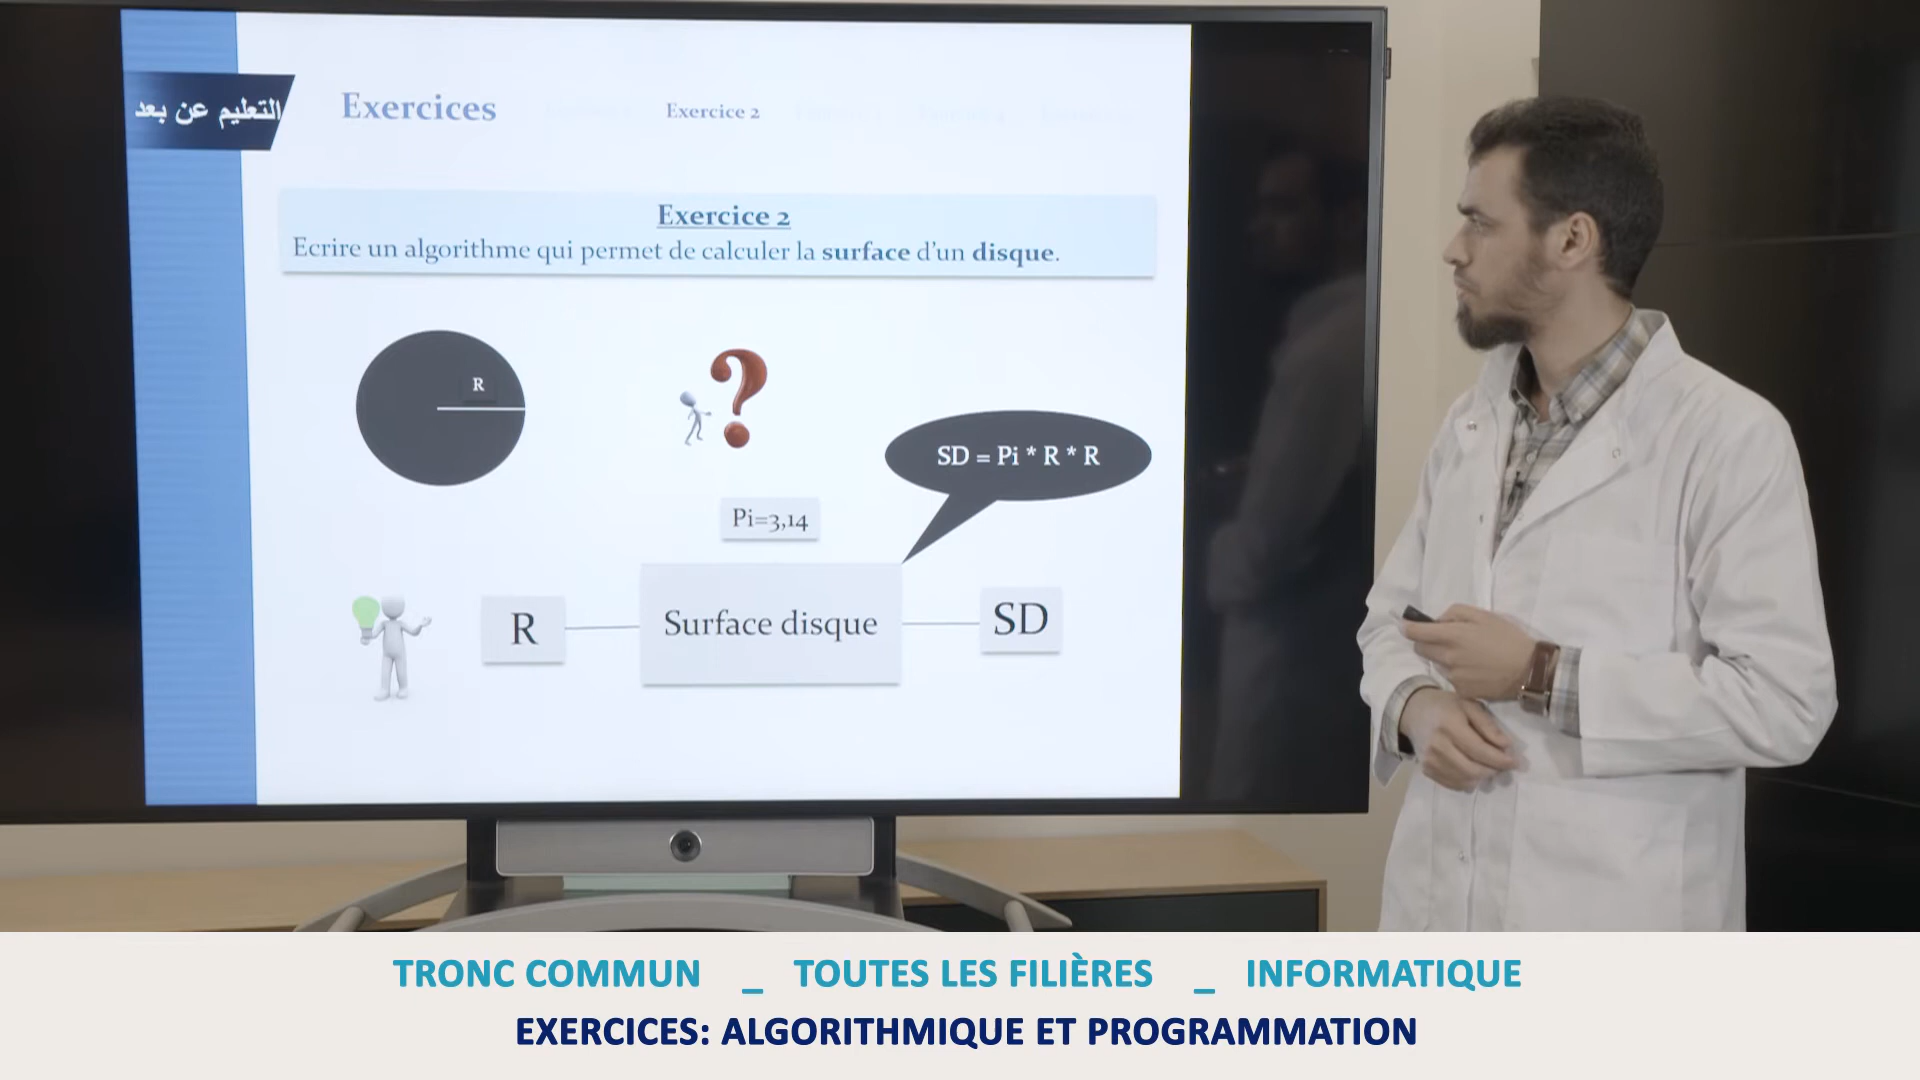 التعليم عن بعد
Exercices
Exercice 2
Exercice 2
Ecrire un algorithme qui permet de calculer la surface d'un disque.
R
SD = Pi * R * R
Pi=3,14
R
Surface disque
SD
TRONC COMMUN _ TOUTES LES FILIÈRES _ INFORMATIQUE
EXERCICES: ALGORITHMIQUE ET PROGRAMMATION